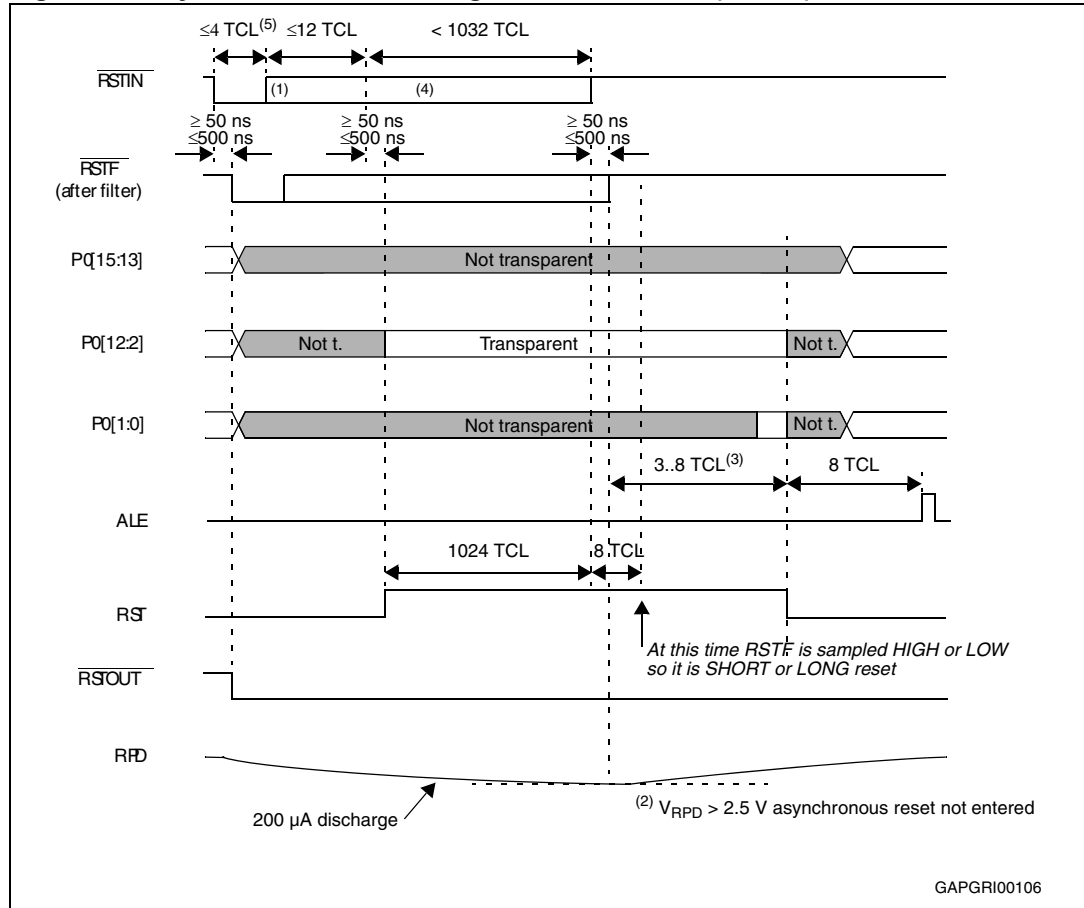 ≤4 TCL(5) ≤12 TCL < 1032 TCL
RSTIN
(1) (4)
≥ 50 ns ≥ 50 ns ≥ 50 ns
≤500 ns ≤500 ns ≤500 ns
RSTF
(after filter)
P0[15:13] Not transparent
P0[12:2] Not t. Transparent Not t.
P0[1:0] Not transparent Not t.
3..8 TCL(3) 8 TCL
ALE
1024 TCL 8 TCL
RST
At this time RSTF is sampled HIGH or LOW
so it is SHORT or LONG reset
RSTOUT
RPD
200 µA discharge
(2) VRPD > 2.5 V asynchronous reset not entered
GAPGRI00106